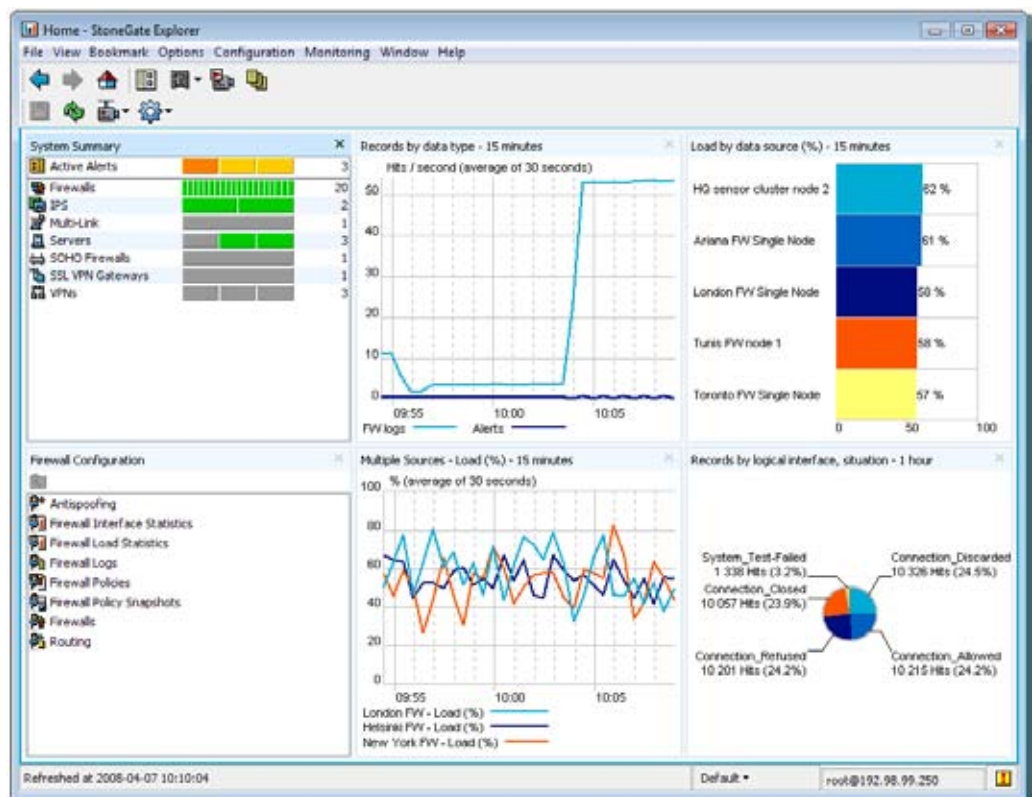 Home - StoneGate Explorer
File View Bookmark Options Configuration Monitoring Window Help
System Summary
Active Alerts 3
Firewalls 20
IPS 2
Multi-Link 1
Servers 3
SOHO Firewalls 1
SSL VPN Gateways 1
VPNs 3
Records by data type - 15 minutes
Hits / second (average of 30 seconds)
50
40
30
20
10
0
09:55 10:00 10:05
FW logs Alerts
Load by data source (%) - 15 minutes
HG sensor cluster node 2 62 %
Ariana FW Single Node 61 %
London FW Single Node 58 %
Tunis FW node 1 58 %
Toronto FW Single Node 57 %
0 50 100
Firewall Configuration
Antispoofing
Firewall Interface Statistics
Firewall Load Statistics
Firewall Logs
Firewall Policies
Firewall Policy Snapshots
Firewalls
Routing
Multiple Sources - Load (%) - 15 minutes
100 % (average of 30 seconds)
80
60
40
20
0
09:55 10:00 10:05
London FW - Load (%)
Helsinki FW - Load (%)
New York FW - Load (%)
Records by logical interface, situation - 1 hour
System_Test-Failed
1 338 Hits (3.2%)
Connection_Closed
10 057 Hits (23.9%)
Connection_Refused
10 201 Hits (24.2%)
Connection_Discarded
10 326 Hits (24.5%)
Connection_Allowed
10 215 Hits (24.2%)
Refreshed at 2008-04-07 10:10:04
Default
root@192.98.99.250